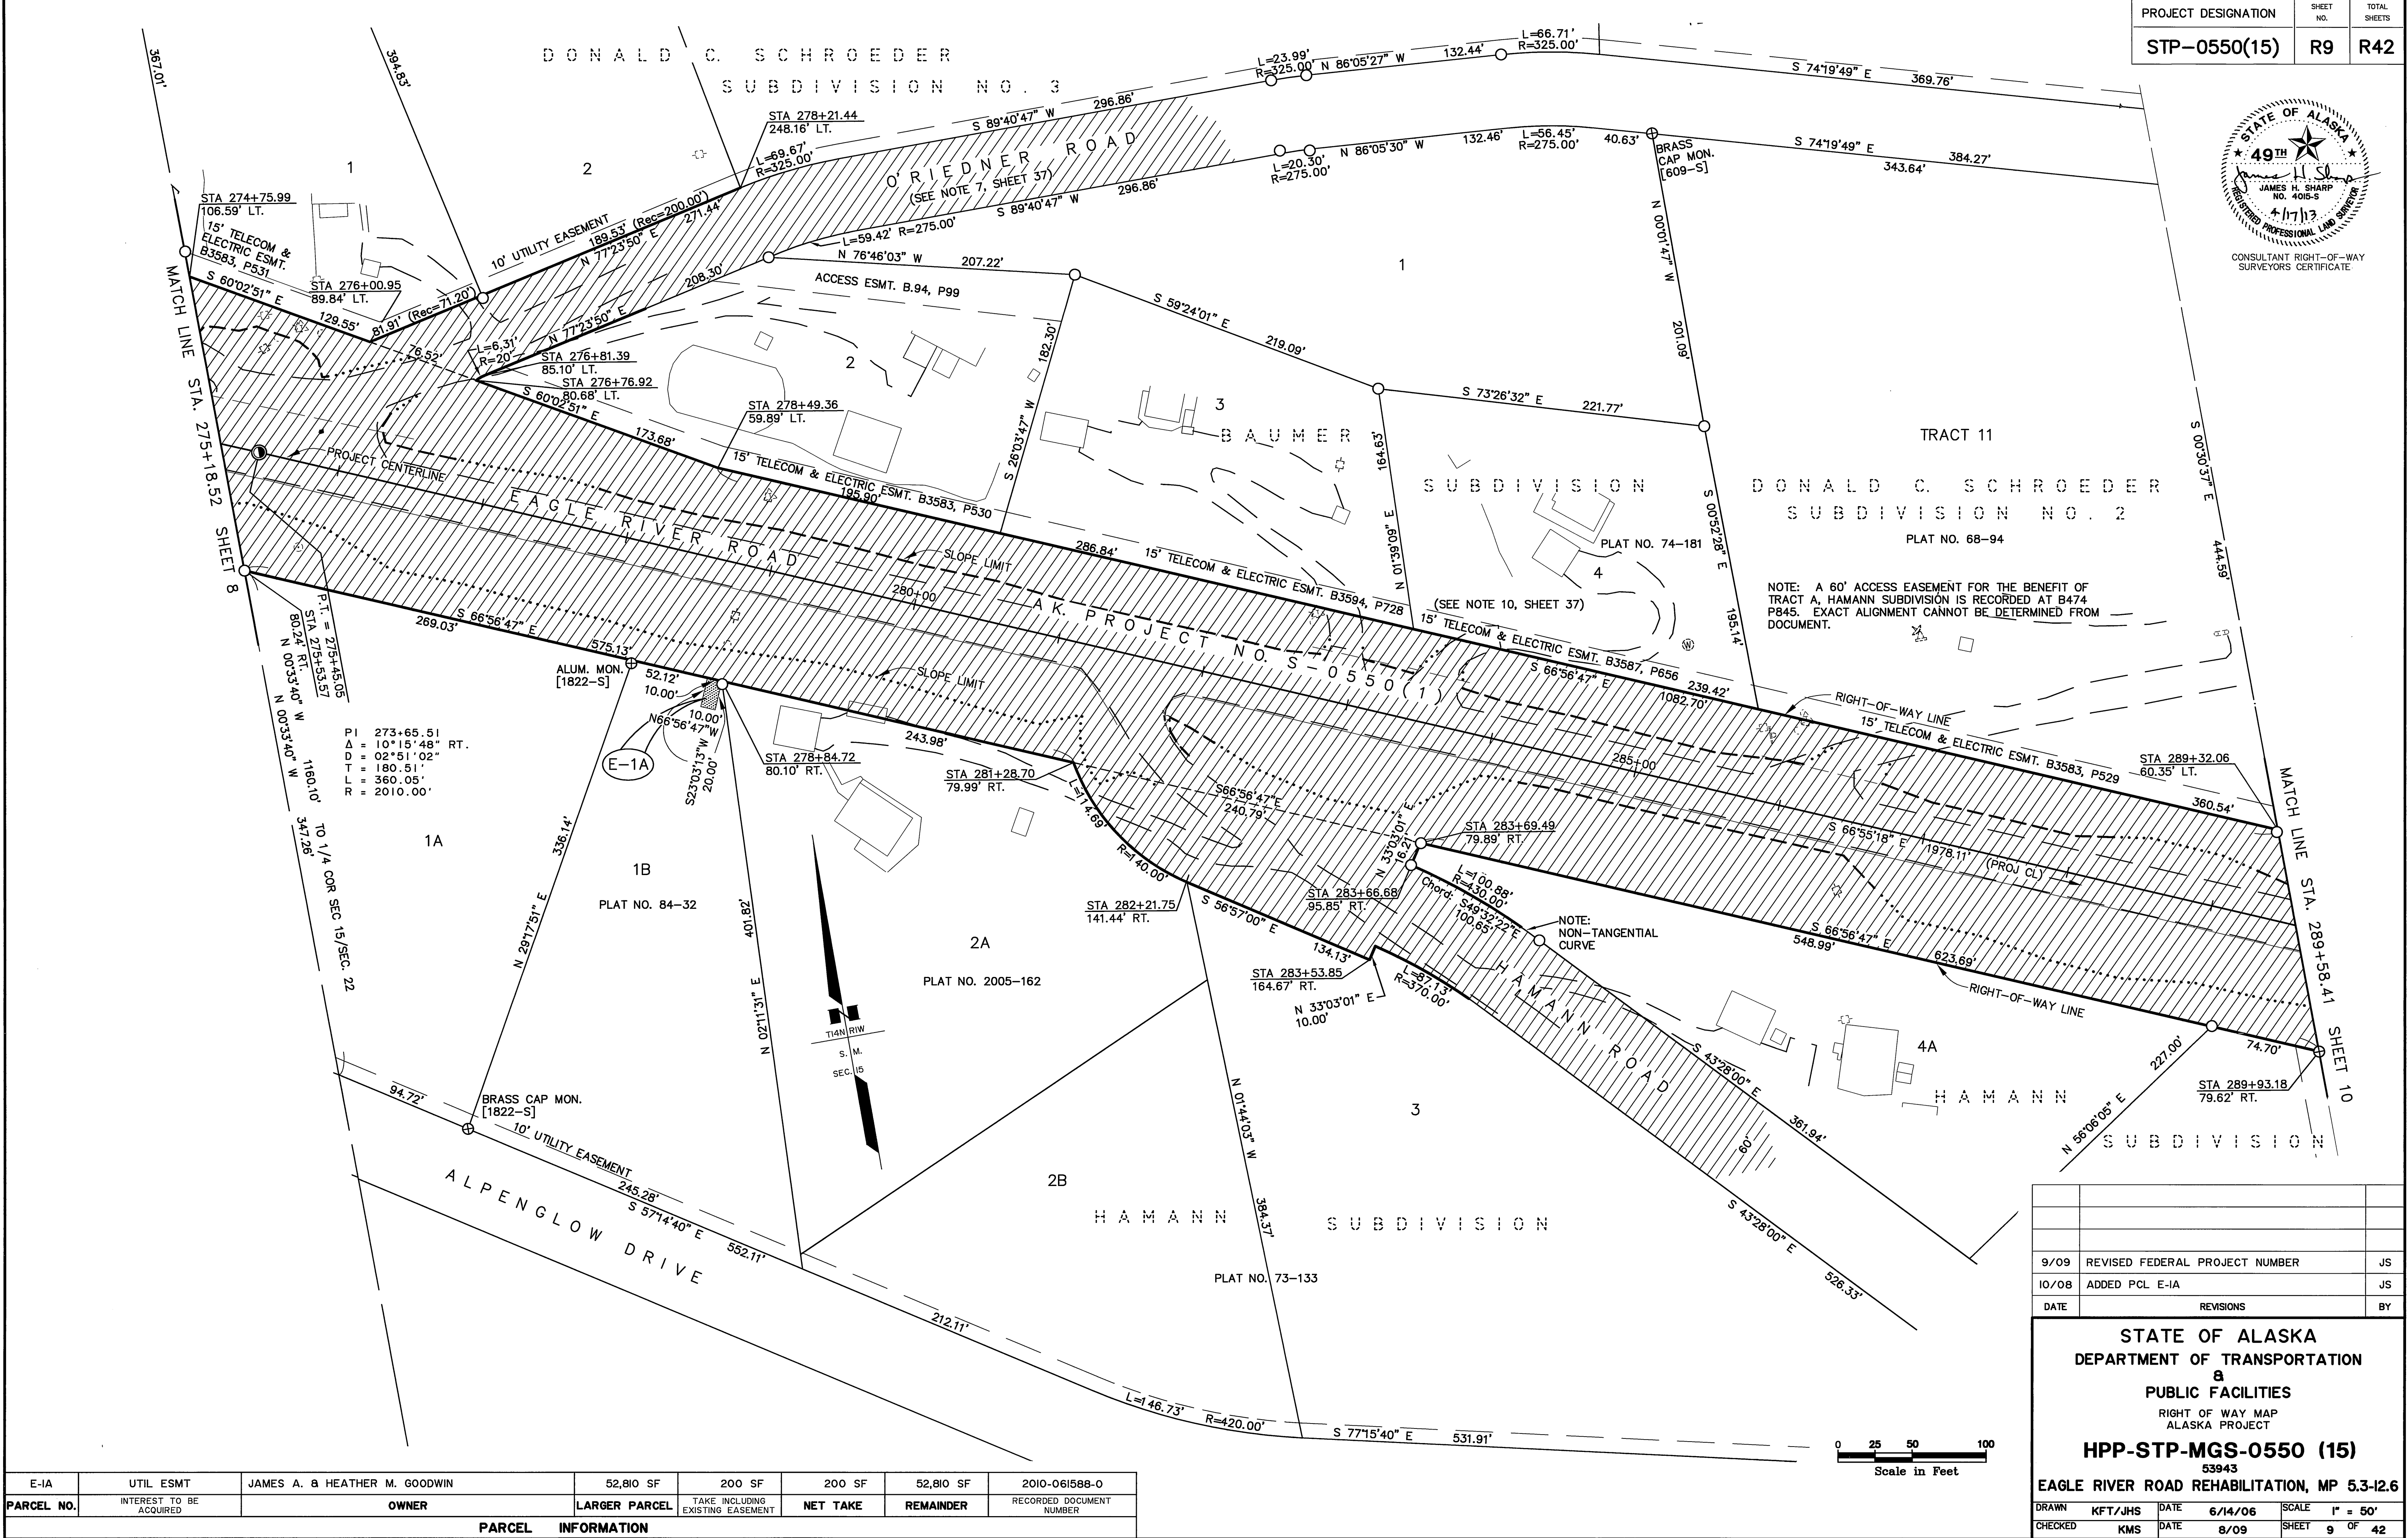 PROJECT DESIGNATION
SHEET NO.
TOTAL SHEETS
STP-0550(15)
R9
R42
STATE OF ALASKA
49TH
James H Sharp
JAMES H. SHARP
NO. 4015-S
4/17/13
REGISTERED PROFESSIONAL LAND SURVEYOR
CONSULTANT RIGHT-OF-WAY
SURVEYORS CERTIFICATE
367.01'
394.83'
DONALD C. SCHROEDER
SUBDIVISION NO. 3
1
2
STA 278+21.44
248.16' LT.
L=69.67'
R=325.00'
S 89°40'47" W
296.86'
L=23.99'
R=325.00'
N 86°05'27" W
132.44'
L=66.71'
R=325.00'
S 74°19'49" E
369.76'
O'RIEDNER ROAD
(SEE NOTE 7, SHEET 37)
S 89°40'47" W
296.86'
L=20.30'
R=275.00'
N 86°05'30" W
132.46'
L=56.45'
R=275.00'
40.63'
BRASS
CAP MON.
[609-S]
S 74°19'49" E
384.27'
343.64'
STA 274+75.99
106.59' LT.
15' TELECOM &
ELECTRIC ESMT.
B3583, P531
S 60°02'51" E
129.55'
STA 276+00.95
89.84' LT.
81.91' (Rec=71.20')
76.52'
10' UTILITY EASEMENT
189.53' (Rec=200.00')
N 77°23'50" E
271.44'
L=59.42' R=275.00'
N 76°46'03" W
207.22'
ACCESS ESMT. B.94, P99
208.30'
N 77°23'50" E
L=6.31'
R=20'
STA 276+81.39
85.10' LT.
STA 276+76.92
80.68' LT.
S 60°02'51" E
173.68'
STA 278+49.36
59.89' LT.
2
182.30'
S 26°03'47" W
S 59°24'01" E
219.09'
1
N 00°01'47" W
201.09'
3
BAUMER
SUBDIVISION
164.63'
N 01°39'09" E
S 73°26'32" E
221.77'
PLAT NO. 74-181
4
(SEE NOTE 10, SHEET 37)
S 00°52'28" E
195.14'
TRACT 11
DONALD C. SCHROEDER
SUBDIVISION NO. 2
PLAT NO. 68-94
S 00°30'37" E
444.59'
NOTE: A 60' ACCESS EASEMENT FOR THE BENEFIT OF
TRACT A, HAMANN SUBDIVISION IS RECORDED AT B474
P845. EXACT ALIGNMENT CANNOT BE DETERMINED FROM
DOCUMENT.
W
MATCH LINE STA. 275+18.52 SHEET 8
PROJECT CENTERLINE
EAGLE RIVER ROAD
15' TELECOM & ELECTRIC ESMT. B3583, P530
195.90'
286.84'
15' TELECOM & ELECTRIC ESMT. B3594, P728
SLOPE LIMIT
280+00
AK. PROJECT NO. S-0550(1)
15' TELECOM & ELECTRIC ESMT. B3587, P656
239.42'
S 66°56'47" E
1082.70'
RIGHT-OF-WAY LINE
15' TELECOM & ELECTRIC ESMT. B3583, P529
STA 289+32.06
60.35' LT.
360.54'
MATCH LINE STA. 289+58.41 SHEET 10
P.T. = 275+45.05
STA 275+53.57
80.24' RT.
N 00°33'40" W 1160.10' TO 1/4 COR SEC 15/SEC. 22
N 00°33'40" W 347.26'
269.03'
S 66°56'47" E
575.13'
ALUM. MON.
[1822-S]
52.12'
10.00'
10.00'
N66°56'47"W
S23°03'13"W
20.00'
E-1A
SLOPE LIMIT
STA 278+84.72
80.10' RT.
243.98'
STA 281+28.70
79.99' RT.
L=114.69'
R=140.00'
S66°56'47"E
240.79'
285+00
S 66°55'18" E
1978.11'
(PROJ CL)
PI 273+65.51
Δ = 10°15'48" RT.
D = 02°51'02"
T = 180.51'
L = 360.05'
R = 2010.00'
1A
336.14'
N 29°17'51" E
1B
PLAT NO. 84-32
401.82'
N 02°11'31" E
N
T14N R1W
S. M.
SEC. 15
2A
PLAT NO. 2005-162
STA 282+21.75
141.44' RT.
S 56°57'00" E
134.13'
STA 283+69.49
79.89' RT.
N 33°03'01" E
16.21'
STA 283+66.68
95.85' RT.
L=100.88'
R=430.00'
Chord: S49°32'22"E
100.65'
NOTE:
NON-TANGENTIAL
CURVE
STA 283+53.85
164.67' RT.
N 33°03'01" E
10.00'
L=87.13'
R=370.00'
HAMANN ROAD
S 43°28'00" E
361.94'
60'
S 43°28'00" E
526.33'
S 66°56'47" E
548.99'
623.69'
RIGHT-OF-WAY LINE
227.00'
N 56°06'05" E
74.70'
STA 289+93.18
79.62' RT.
4A
HAMANN
SUBDIVISION
3
N 01°44'03" W
384.37'
2B
HAMANN SUBDIVISION
PLAT NO. 73-133
94.72'
BRASS CAP MON.
[1822-S]
10' UTILITY EASEMENT
245.28'
S 57°14'40" E
552.11'
ALPENGLOW DRIVE
212.11'
L=146.73'
R=420.00'
S 77°15'40" E
531.91'
0 25 50 100
Scale in Feet
9/09 REVISED FEDERAL PROJECT NUMBER JS
10/08 ADDED PCL E-1A JS
DATE REVISIONS BY
STATE OF ALASKA
DEPARTMENT OF TRANSPORTATION
&
PUBLIC FACILITIES
RIGHT OF WAY MAP
ALASKA PROJECT
HPP-STP-MGS-0550 (15)
53943
EAGLE RIVER ROAD REHABILITATION, MP 5.3-12.6
DRAWN KFT/JHS DATE 6/14/06 SCALE 1" = 50'
CHECKED KMS DATE 8/09 SHEET 9 OF 42
E-1A UTIL ESMT JAMES A. & HEATHER M. GOODWIN 52,810 SF 200 SF 200 SF 52,810 SF 2010-061588-0
PARCEL NO. INTEREST TO BE ACQUIRED OWNER LARGER PARCEL TAKE INCLUDING EXISTING EASEMENT NET TAKE REMAINDER RECORDED DOCUMENT NUMBER
PARCEL INFORMATION